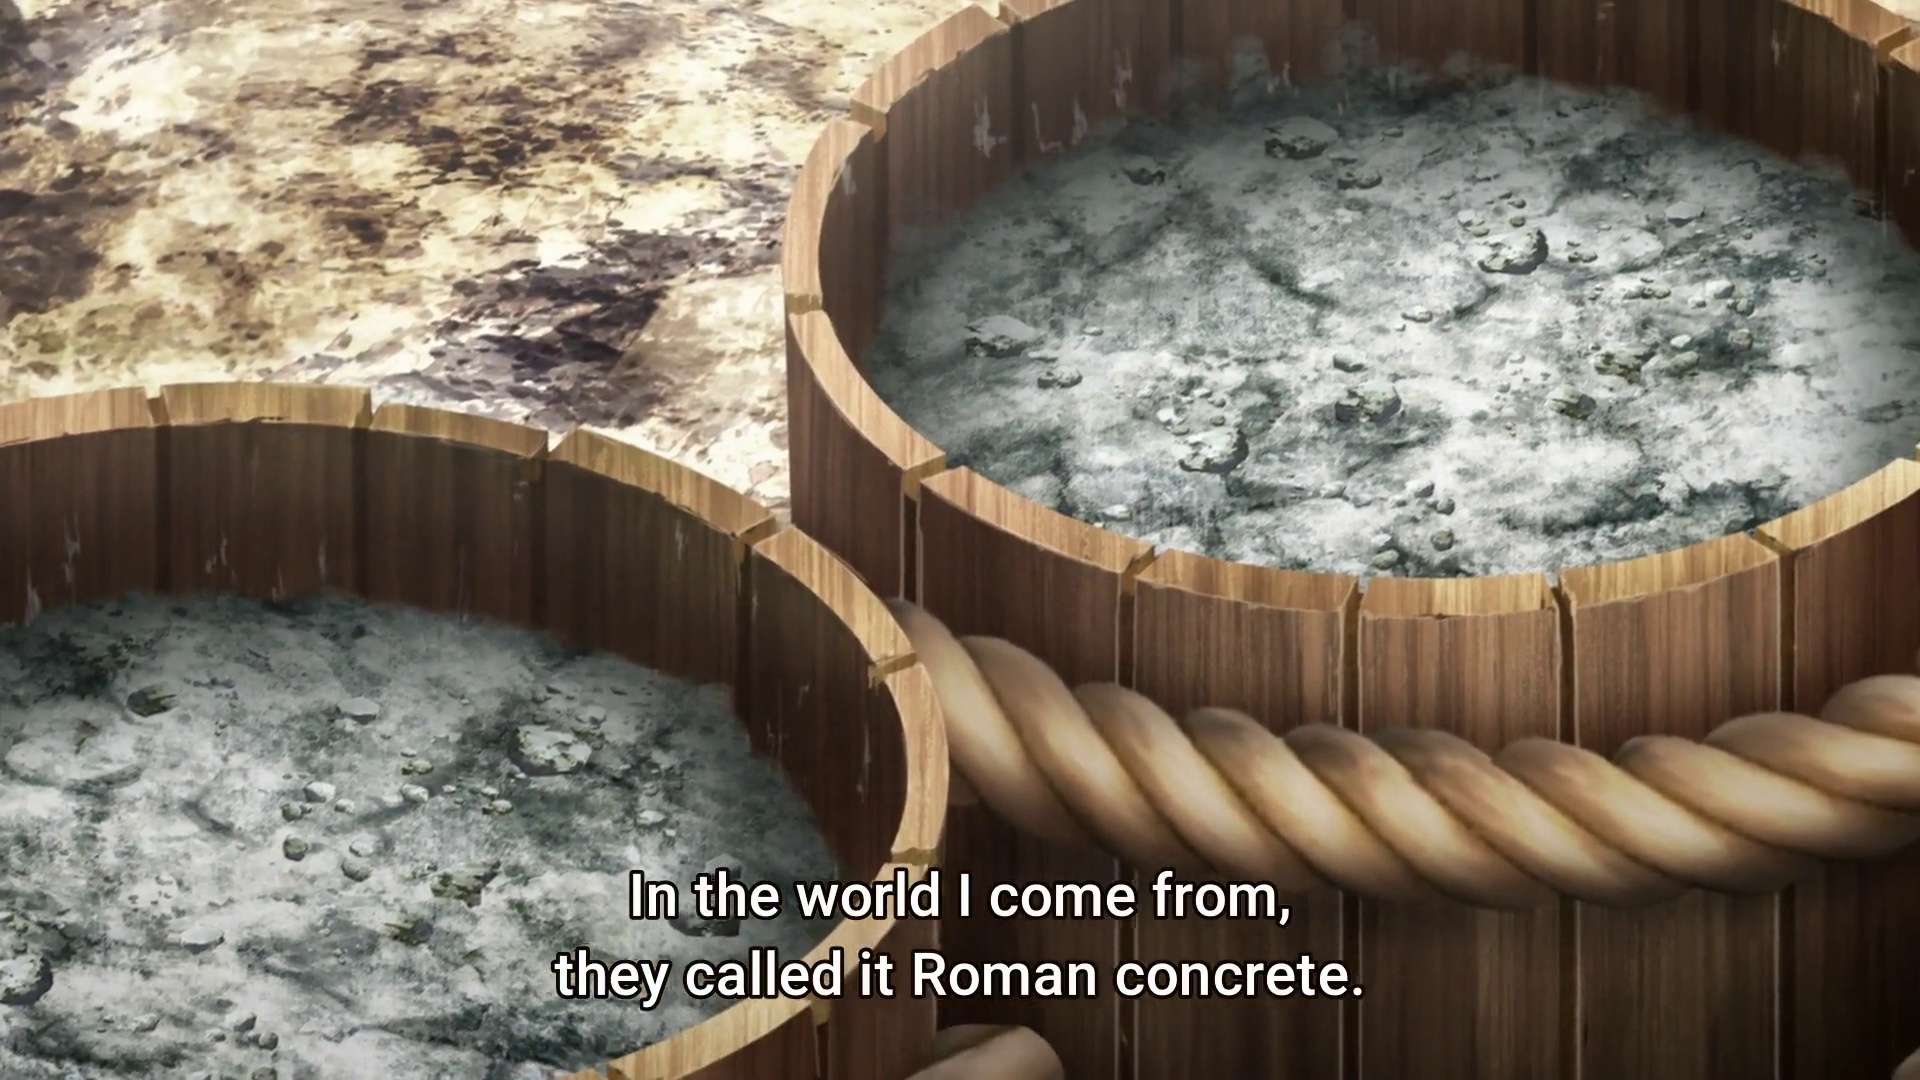 In the world I come from,
they called it Roman concrete.